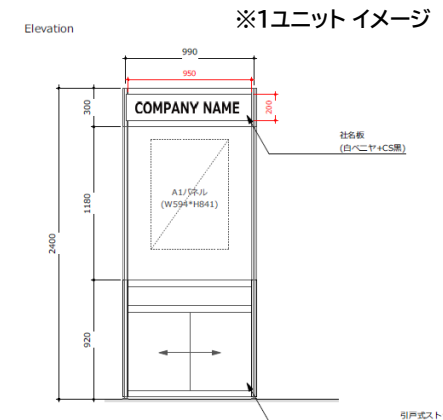 ※1ユニット イメージ
Elevation
990
950
300
COMPANY NAME
200
社名板
(白ベニヤ+CS黒)
A1パネル
(W594*H841)
1180
2400
920
引戸式スト